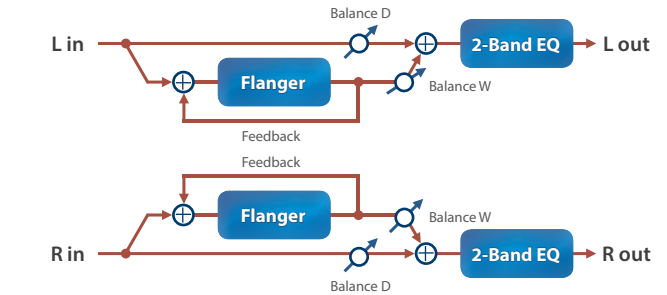 Balance D
L in
2-Band EQ
L out
Flanger
Balance W
Feedback
Feedback
Flanger
Balance W
R in
2-Band EQ
R out
Balance D